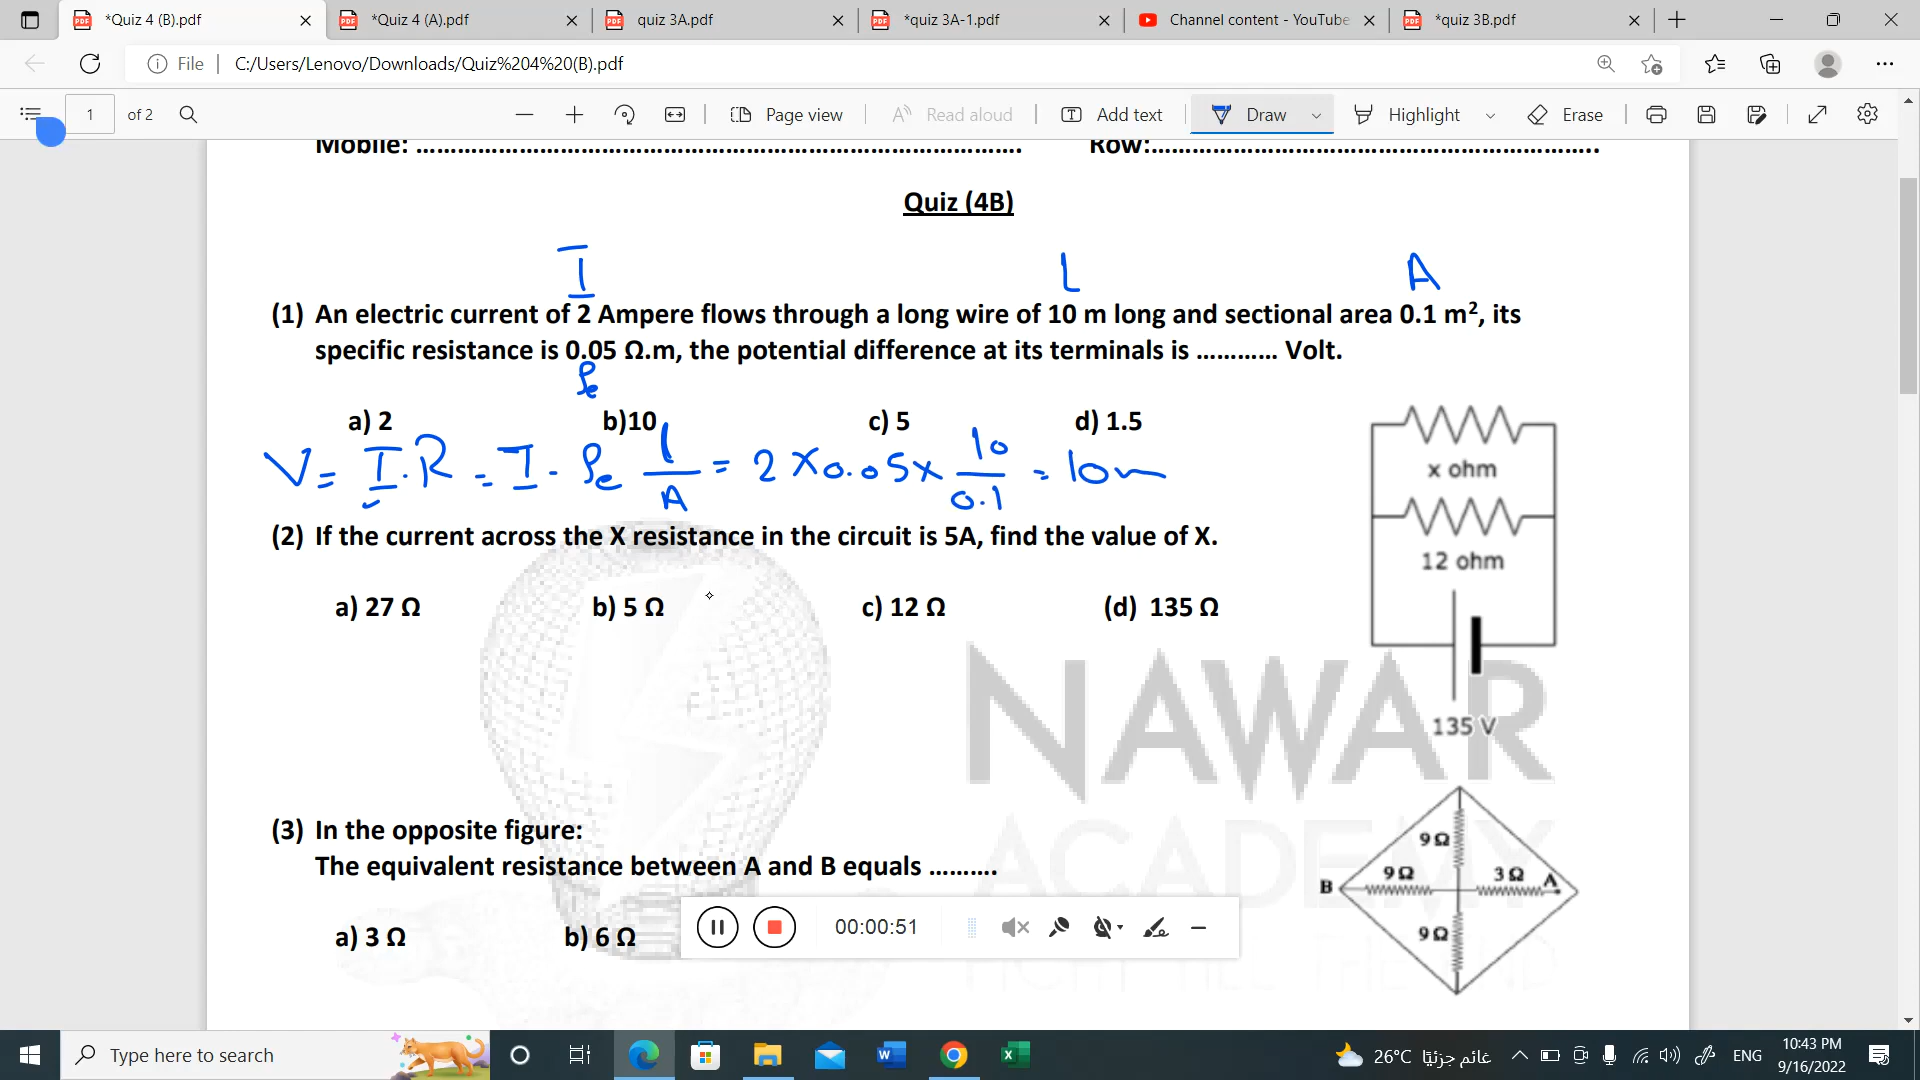 *Quiz 4 (B).pdf
*Quiz 4 (A).pdf
quiz 3A.pdf
*quiz 3A-1.pdf
Channel content - YouTube
*quiz 3B.pdf
File
C:/Users/Lenovo/Downloads/Quiz%204%20(B).pdf
1 of 2
Page view
Read aloud
Add text
Draw
Highlight
Erase
Mobile: ........................................................................ Row:...............................................................
Quiz (4B)
I L A
(1) An electric current of 2 Ampere flows through a long wire of 10 m long and sectional area 0.1 m², its
specific resistance is 0.05 Ω.m, the potential difference at its terminals is ............ Volt.
ρe
a) 2 b)10 c) 5 d) 1.5
V = I . R = I . ρe l/A = 2 × 0.05 × 10/0.1 = 10 m
x ohm
12 ohm
135 V
(2) If the current across the X resistance in the circuit is 5A, find the value of X.
a) 27 Ω b) 5 Ω c) 12 Ω (d) 135 Ω
NAWAR
ACADEMY
(3) In the opposite figure:
The equivalent resistance between A and B equals ..........
a) 3 Ω b) 6 Ω
9Ω
9Ω 3Ω
B A
9Ω
00:00:51
Type here to search
26°C غائم جزئيًا
ENG
10:43 PM
9/16/2022